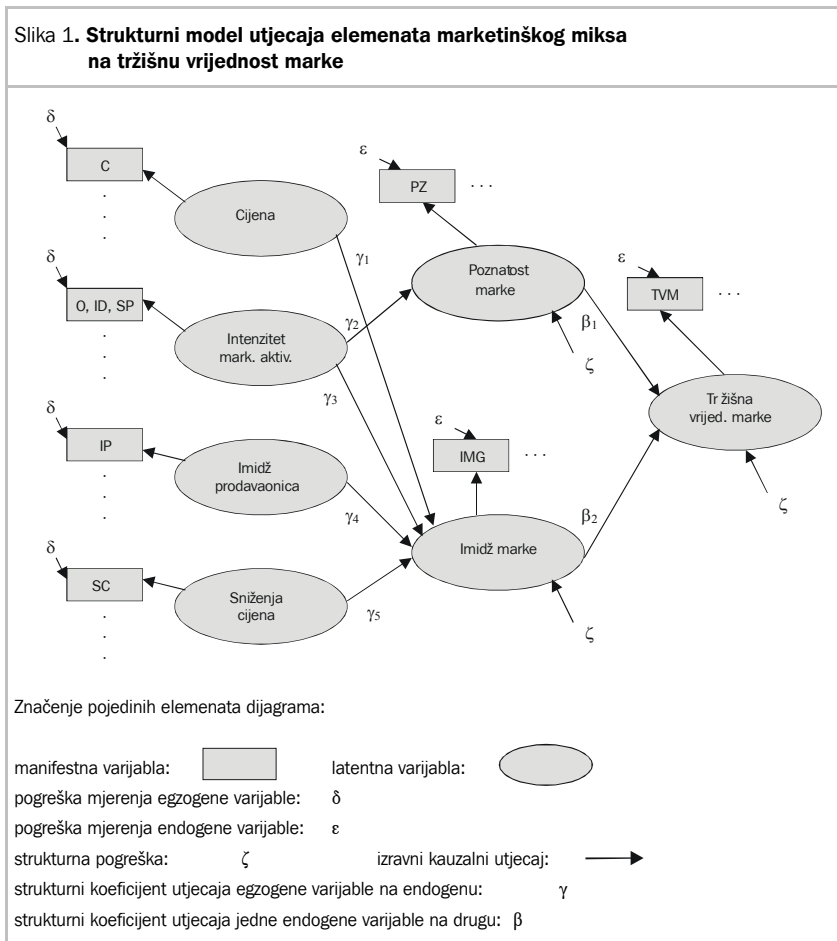 Slika 1. Strukturni model utjecaja elemenata marketinškog miksa
na tržišnu vrijednost marke
δ
C
.
.
.
Cijena
δ
O, ID, SP
.
.
.
Intenzitet
mark. aktiv.
δ
IP
.
.
.
Imidž
prodavaonica
δ
SC
.
.
.
Sniženja
cijena
γ1
γ2
γ3
γ4
γ5
ε
PZ ...
Poznatost
marke
ζ
ε
IMG ...
Imidž marke
ζ
β1
β2
ε
TVM ...
Tr žišna
vrijed. marke
ζ
Značenje pojedinih elemenata dijagrama:
manifestna varijabla: latentna varijabla:
pogreška mjerenja egzogene varijable: δ
pogreška mjerenja endogene varijable: ε
strukturna pogreška: ζ izravni kauzalni utjecaj:
strukturni koeficijent utjecaja egzogene varijable na endogenu: γ
strukturni koeficijent utjecaja jedne endogene varijable na drugu: β